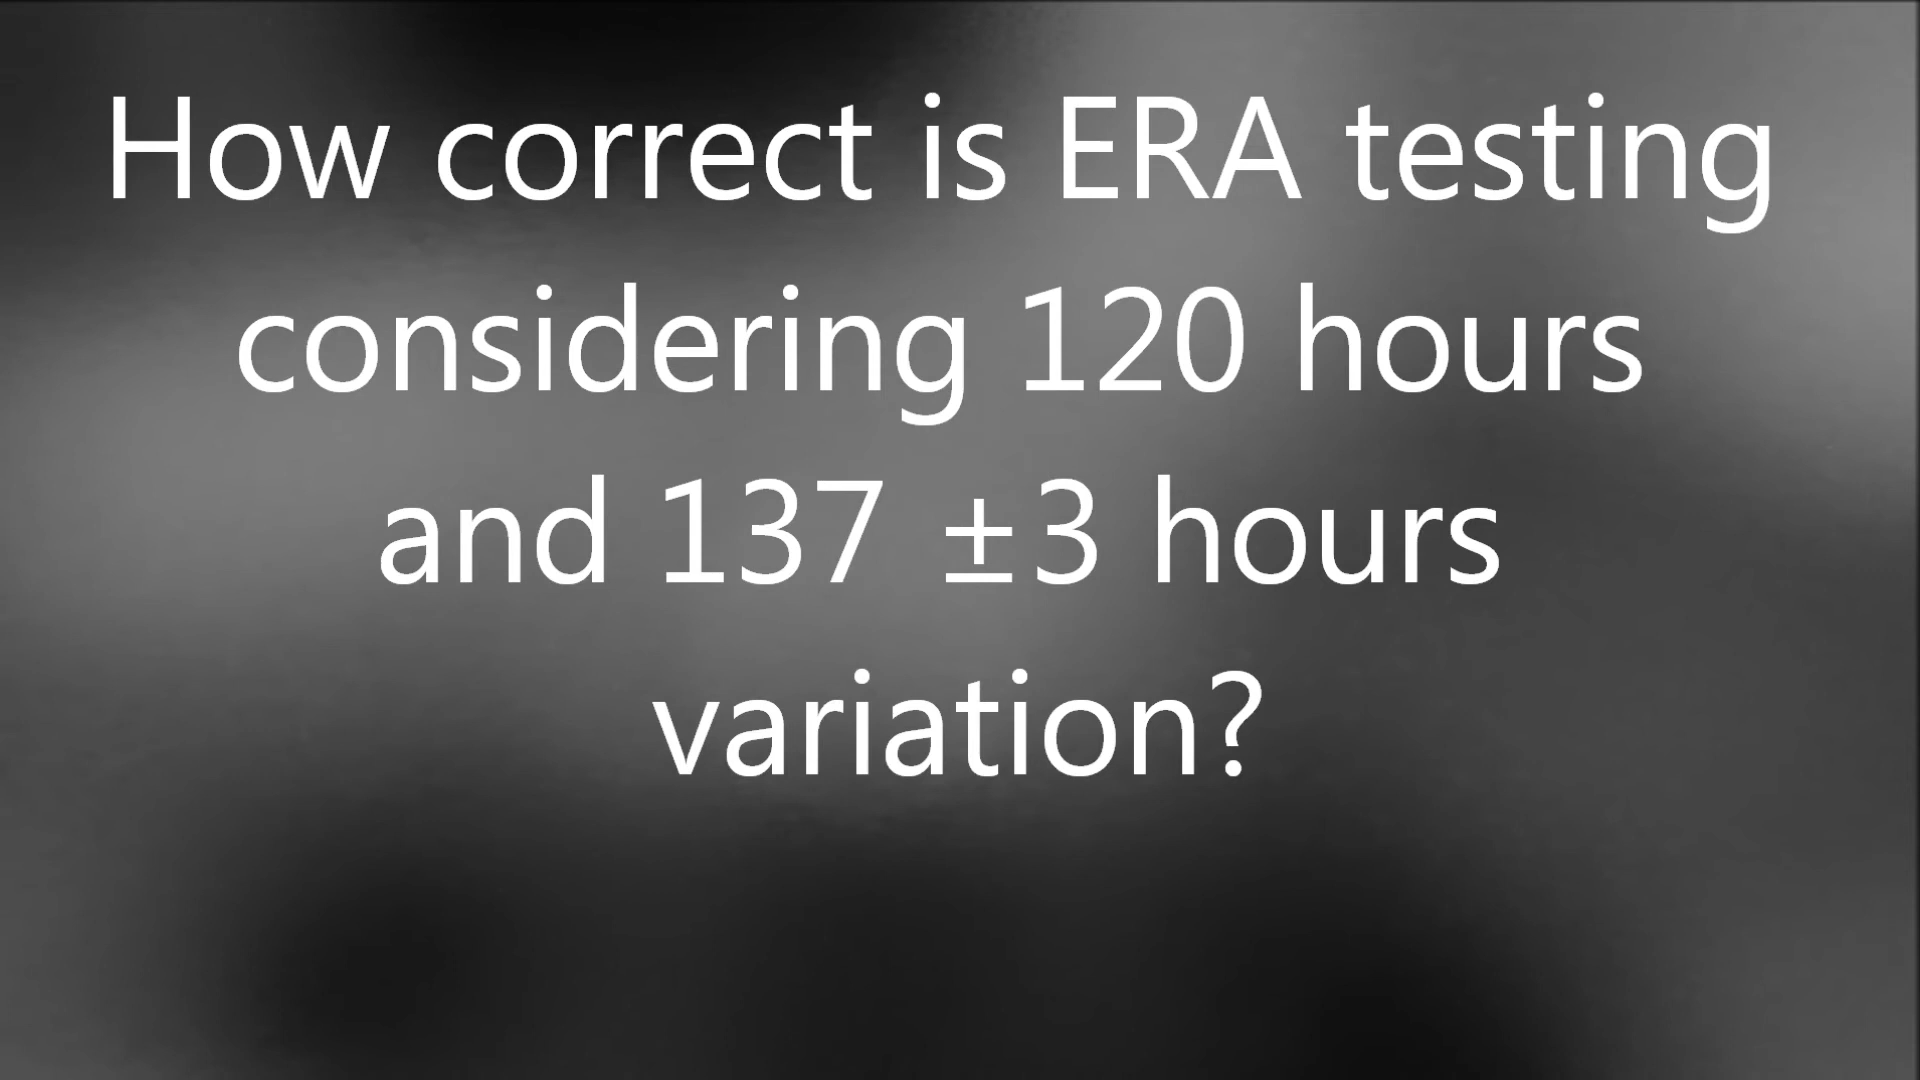 How correct is ERA testing
considering 120 hours
and 137 ±3 hours
variation?